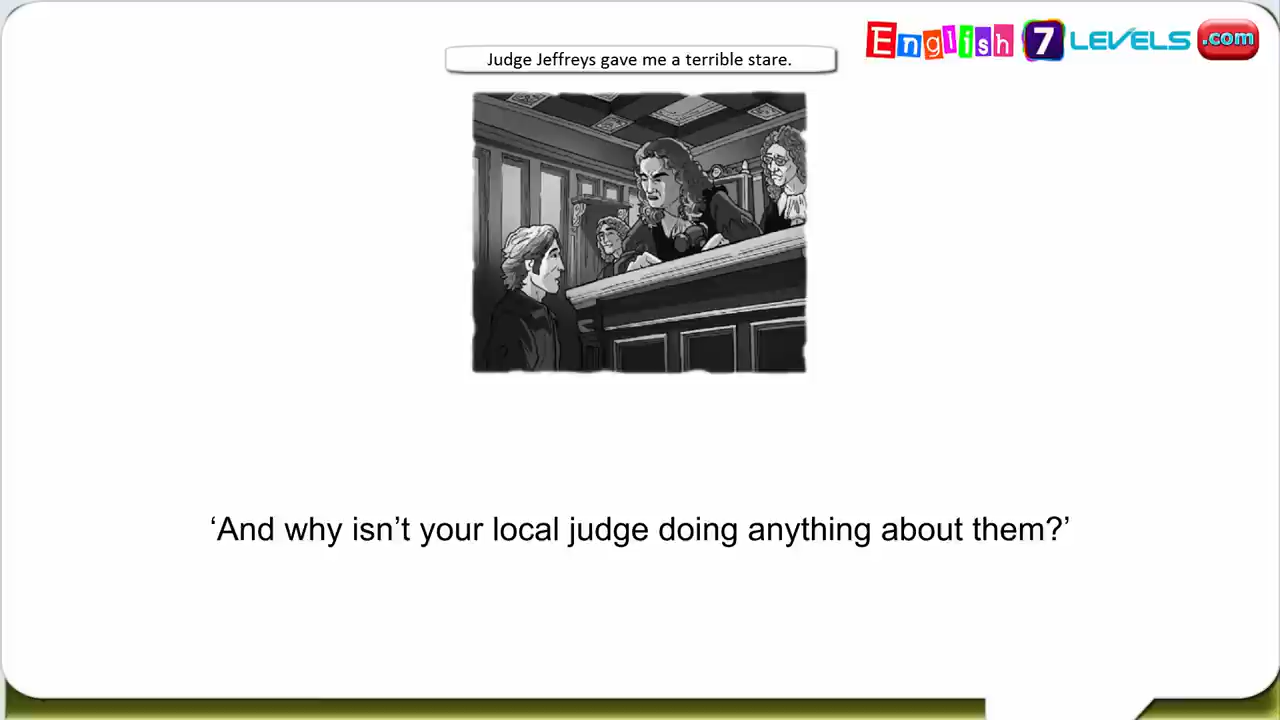 English 7 LEVELS .com
Judge Jeffreys gave me a terrible stare.
‘And why isn’t your local judge doing anything about them?’